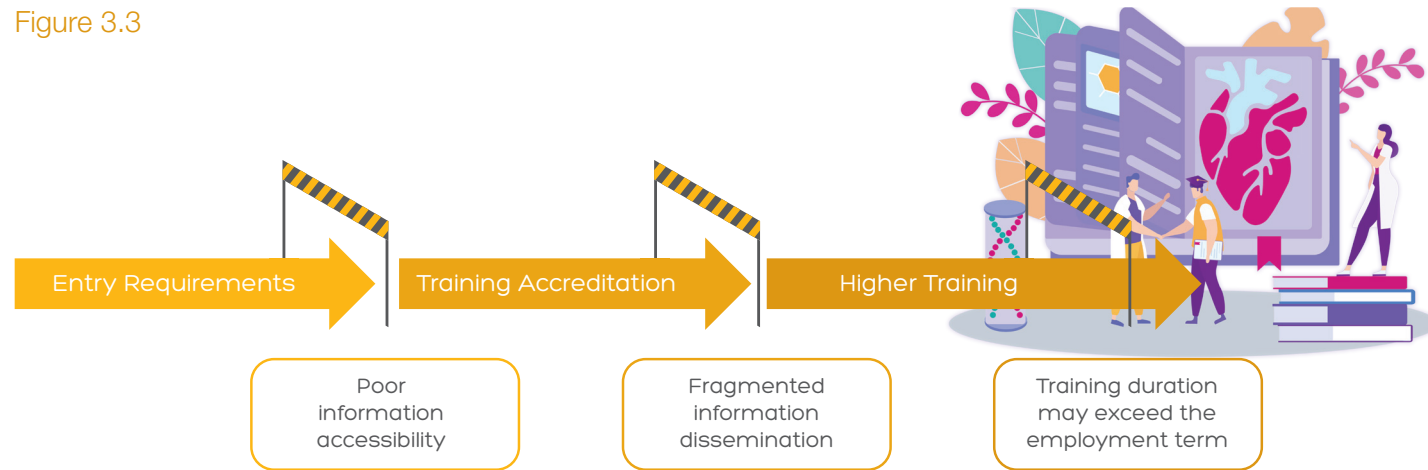 Figure 3.3
Entry Requirements
Training Accreditation
Higher Training
Poor
information
accessibility
Fragmented
information
dissemination
Training duration
may exceed the
employment term